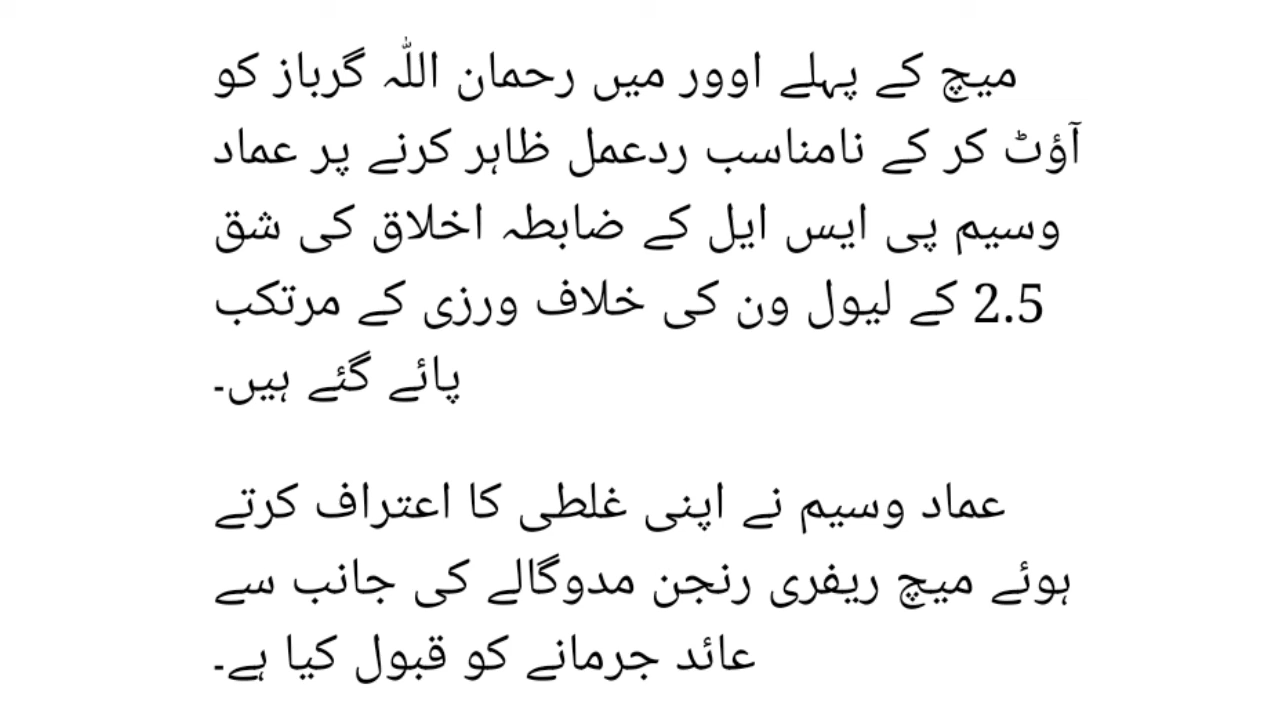 میچ کے پہلے اوور میں رحمان اللّٰہ گرباز کو
آؤٹ کر کے نامناسب ردعمل ظاہر کرنے پر عماد
وسیم پی ایس ایل کے ضابطہ اخلاق کی شق
2.5 کے لیول ون کی خلاف ورزی کے مرتکب
پائے گئے ہیں۔
عماد وسیم نے اپنی غلطی کا اعتراف کرتے
ہوئے میچ ریفری رنجن مدوگالے کی جانب سے
عائد جرمانے کو قبول کیا ہے۔